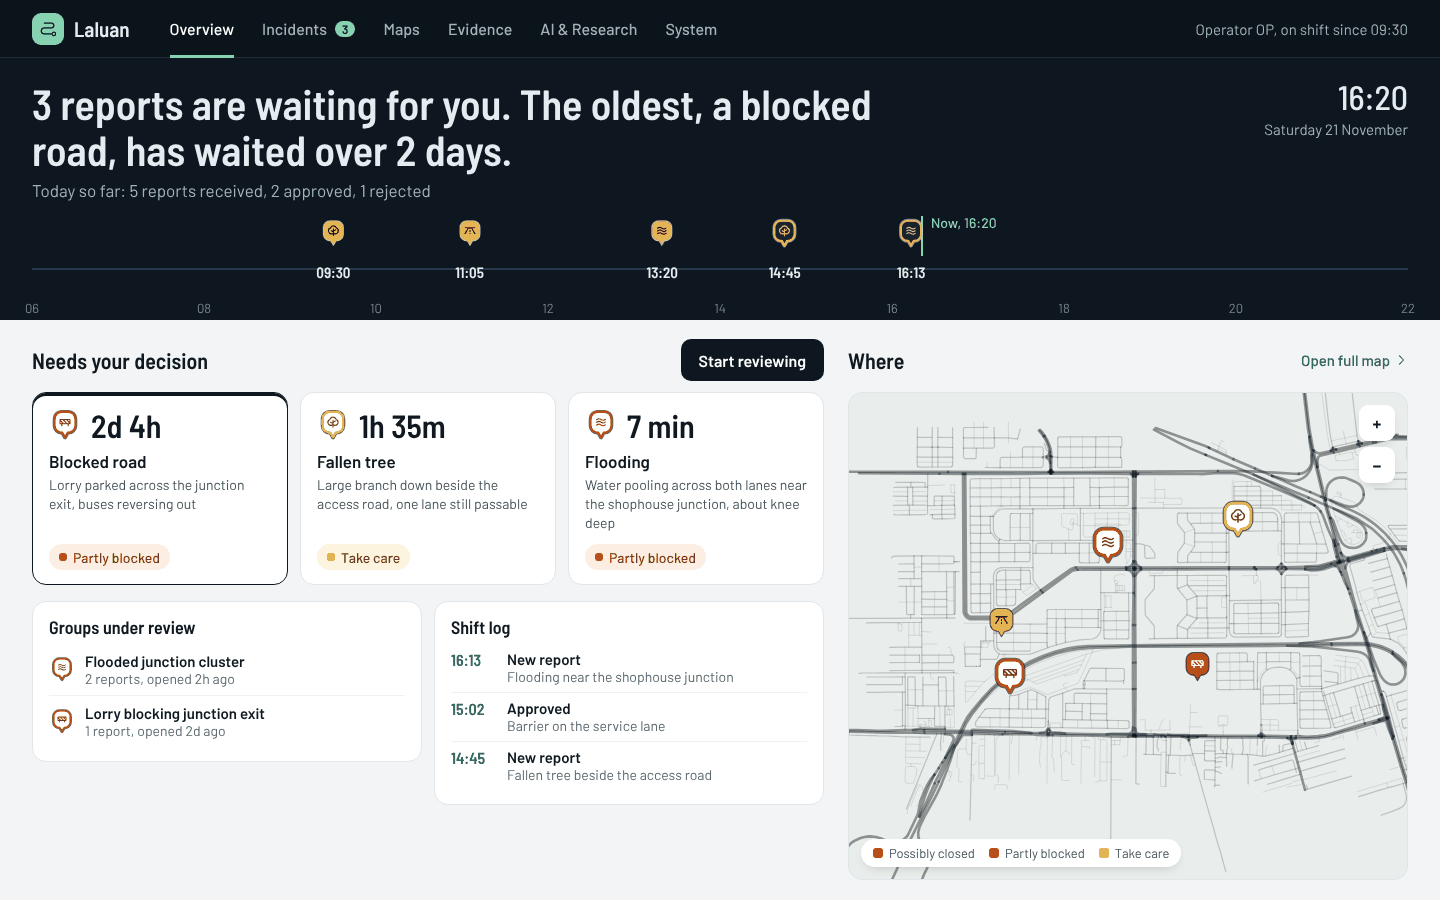 Laluan
Overview
Incidents 3
Maps
Evidence
AI & Research
System
Operator OP, on shift since 09:30
3 reports are waiting for you. The oldest, a blocked
road, has waited over 2 days.
Today so far: 5 reports received, 2 approved, 1 rejected
16:20
Saturday 21 November
Now, 16:20
09:30
11:05
13:20
14:45
16:13
06
08
10
12
14
16
18
20
22
Needs your decision
Start reviewing
2d 4h
Blocked road
Lorry parked across the junction
exit, buses reversing out
Partly blocked
1h 35m
Fallen tree
Large branch down beside the
access road, one lane still passable
Take care
7 min
Flooding
Water pooling across both lanes near
the shophouse junction, about knee
deep
Partly blocked
Groups under review
Flooded junction cluster
2 reports, opened 2h ago
Lorry blocking junction exit
1 report, opened 2d ago
Shift log
16:13
New report
Flooding near the shophouse junction
15:02
Approved
Barrier on the service lane
14:45
New report
Fallen tree beside the access road
Where
Open full map
+
−
Possibly closed
Partly blocked
Take care